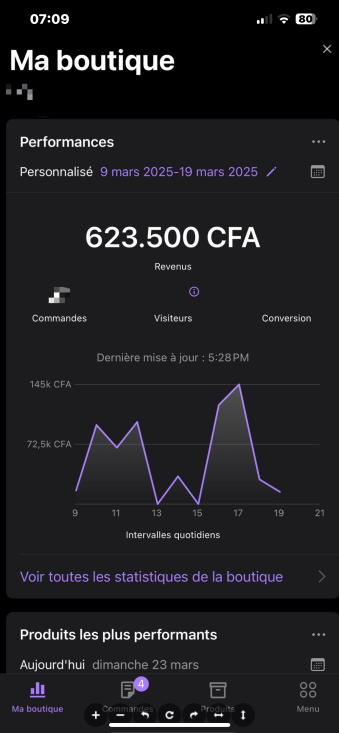 07:09
80
Ma boutique
Performances
Personnalisé 9 mars 2025-19 mars 2025
623.500 CFA
Revenus
Commandes Visiteurs Conversion
Dernière mise à jour : 5:28 PM
145k CFA
72,5k CFA
9 11 13 15 17 19 21
Intervalles quotidiens
Voir toutes les statistiques de la boutique
Produits les plus performants
Aujourd'hui dimanche 23 mars
4
Ma boutique Commandes Produits Menu